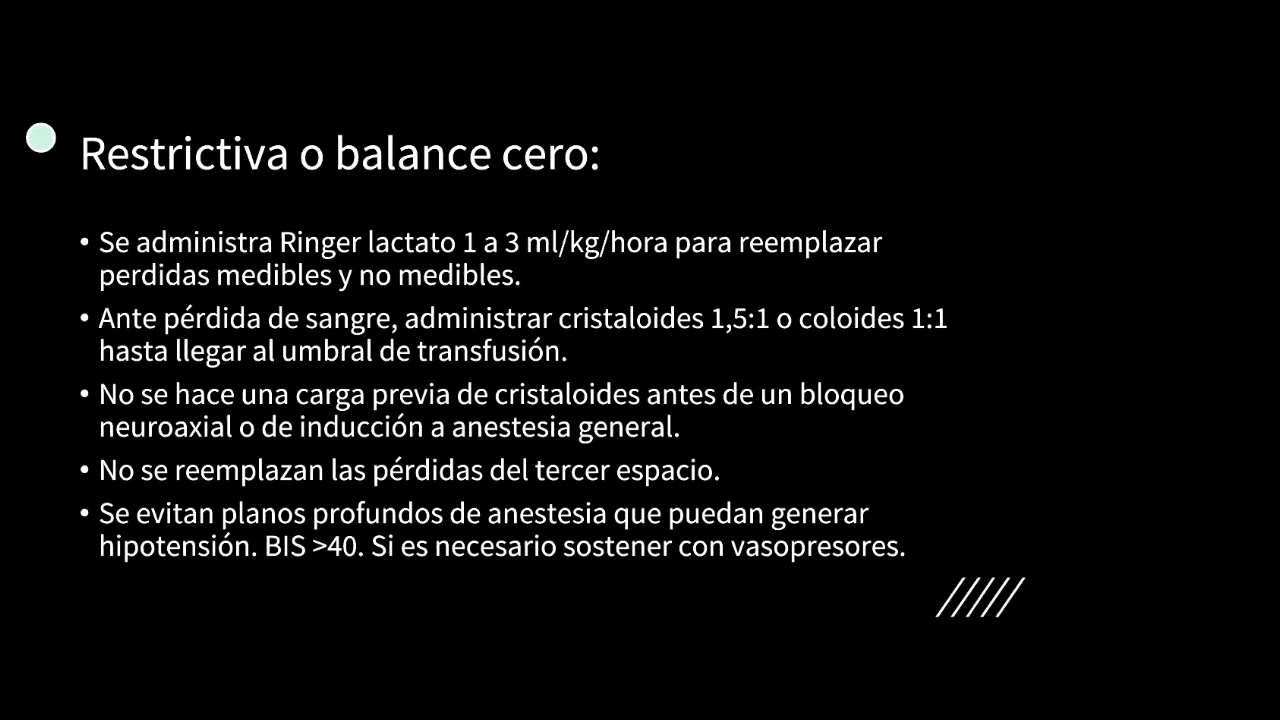 Restrictiva o balance cero:
• Se administra Ringer lactato 1 a 3 ml/kg/hora para reemplazar
perdidas medibles y no medibles.
• Ante pérdida de sangre, administrar cristaloides 1,5:1 o coloides 1:1
hasta llegar al umbral de transfusión.
• No se hace una carga previa de cristaloides antes de un bloqueo
neuroaxial o de inducción a anestesia general.
• No se reemplazan las pérdidas del tercer espacio.
• Se evitan planos profundos de anestesia que puedan generar
hipotensión. BIS >40. Si es necesario sostener con vasopresores.